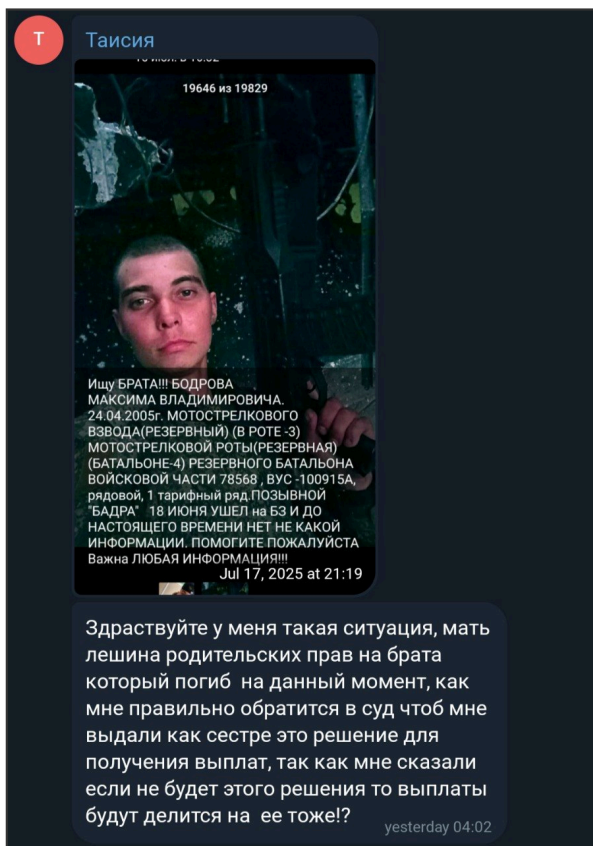 Т
Таисия
19646 из 19829
Ищу БРАТА!!! БОДРОВА
МАКСИМА ВЛАДИМИРОВИЧА.
24.04.2005г. МОТОСТРЕЛКОВОГО
ВЗВОДА(РЕЗЕРВНЫЙ) (В РОТЕ -3)
МОТОСТРЕЛКОВОЙ РОТЫ(РЕЗЕРВНАЯ)
(БАТАЛЬОНЕ-4) РЕЗЕРВНОГО БАТАЛЬОНА
ВОЙСКОВОЙ ЧАСТИ 78568 , ВУС -100915А,
рядовой, 1 тарифный ряд.ПОЗЫВНОЙ
"БАДРА" 18 ИЮНЯ УШЕЛ на БЗ И ДО
НАСТОЯЩЕГО ВРЕМЕНИ НЕТ НЕ КАКОЙ
ИНФОРМАЦИИ. ПОМОГИТЕ ПОЖАЛУЙСТА
Важна ЛЮБАЯ ИНФОРМАЦИЯ!!!
Jul 17, 2025 at 21:19
Здраствуйте у меня такая ситуация, мать
лешина родительских прав на брата
который погиб на данный момент, как
мне правильно обратится в суд чтоб мне
выдали как сестре это решение для
получения выплат, так как мне сказали
если не будет этого решения то выплаты
будут делится на ее тоже!?
yesterday 04:02